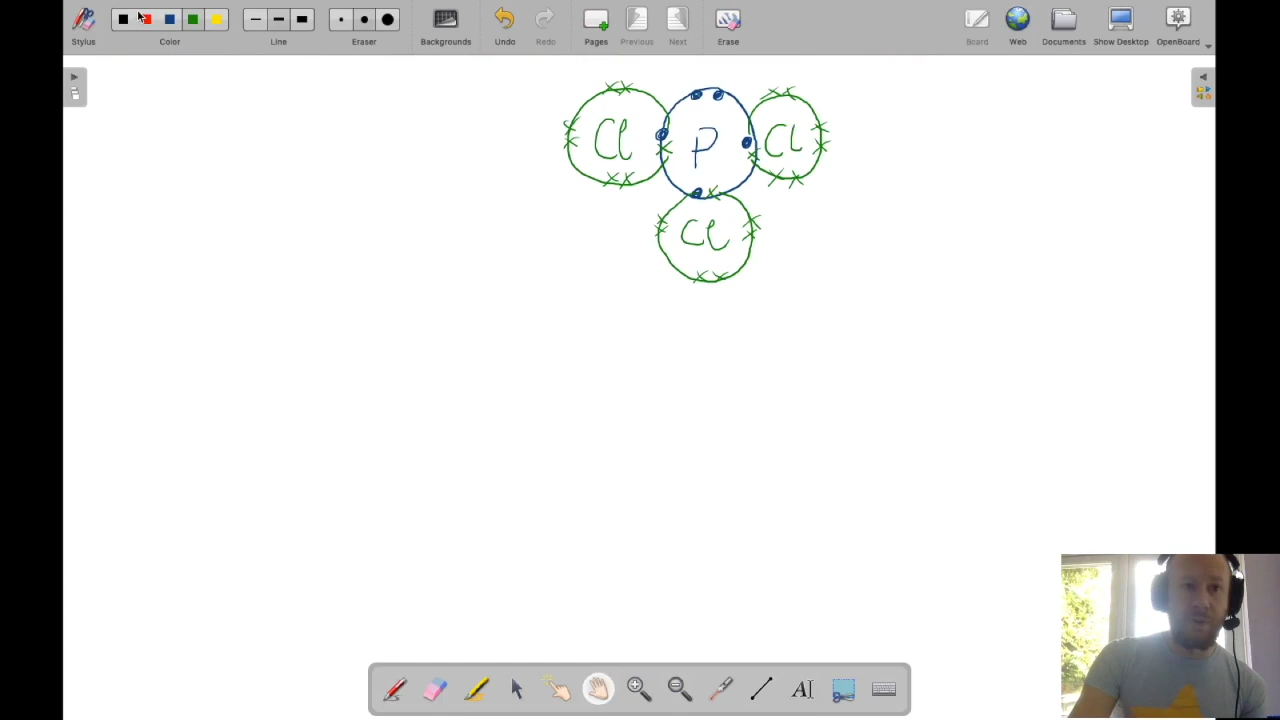 Stylus Color Line Eraser Backgrounds Undo Redo Pages Previous Next Erase Board Web Documents Show Desktop OpenBoard
Cl P Cl
Cl
AI